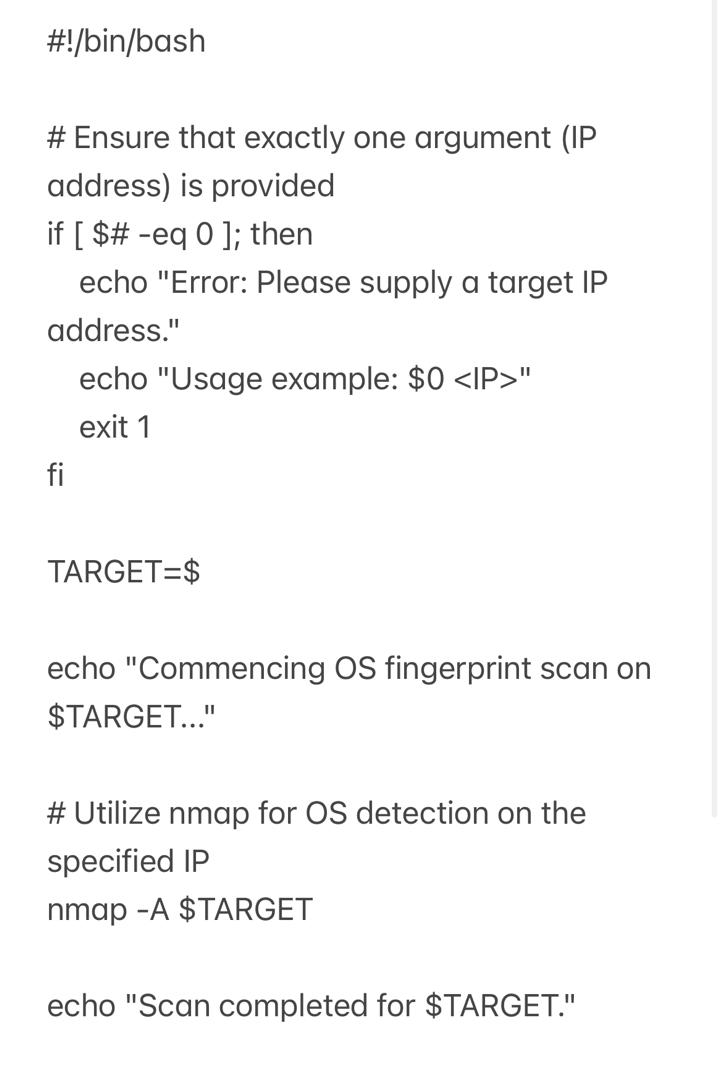 #!/bin/bash
# Ensure that exactly one argument (IP
address) is provided
if [ $# -eq 0 ]; then
echo "Error: Please supply a target IP
address."
echo "Usage example: $0 <IP>"
exit 1
fi
TARGET=$
echo "Commencing OS fingerprint scan on
$TARGET..."
# Utilize nmap for OS detection on the
specified IP
nmap -A $TARGET
echo "Scan completed for $TARGET."